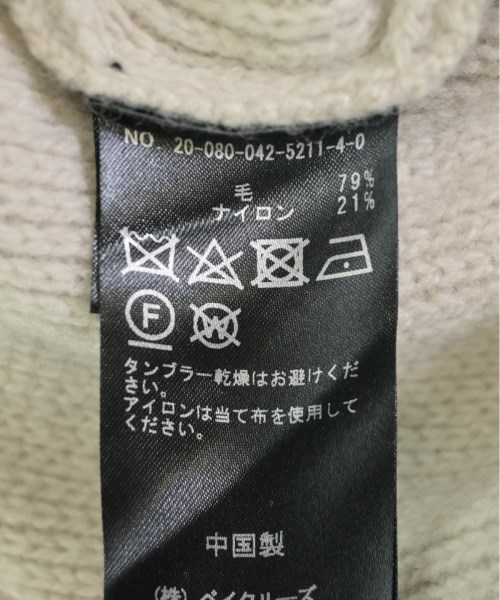 NO. 20-080-042-5211-4-0
毛 79%
ナイロン 21%
F W
タンブラー乾燥はお避けくだ
さい。
アイロンは当て布を使用して
ください。
中国製
(株)ベイクルーズ